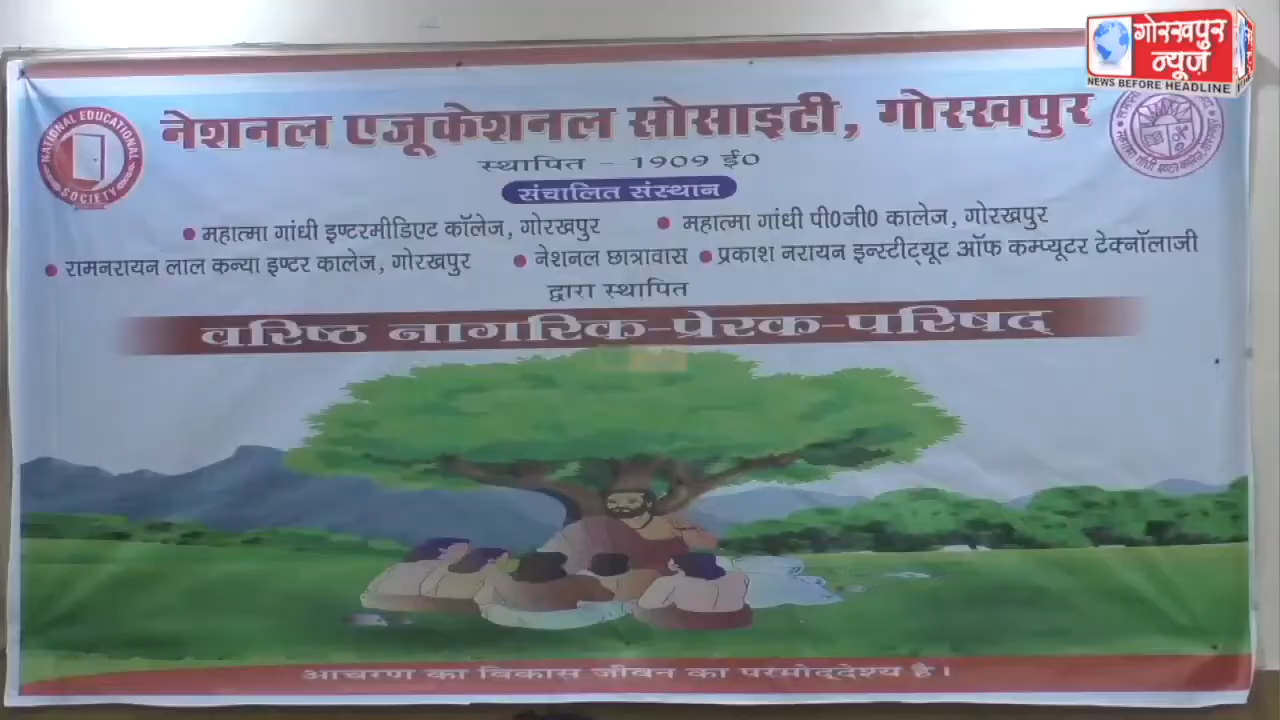 गोरखपुर
न्यूज़
NEWS BEFORE HEADLINE
NATIONAL EDUCATIONAL
SOCIETY
नेशनल एजूकेशनल सोसाइटी, गोरखपुर
स्थापित - 1909 ई0
संचालित संस्थान
महात्मा गांधी इण्टरमीडिएट कॉलेज, गोरखपुर महात्मा गांधी पी0जी0 कालेज, गोरखपुर
रामनरायन लाल कन्या इण्टर कालेज, गोरखपुर नेशनल छात्रावास प्रकाश नरायन इन्स्टीट्यूट ऑफ कम्प्यूटर टेक्नॉलाजी
द्वारा स्थापित
वरिष्ठ नागरिक-प्रेरक-परिषद्
आचरण का विकास जीवन का परमोद्देश्य है।